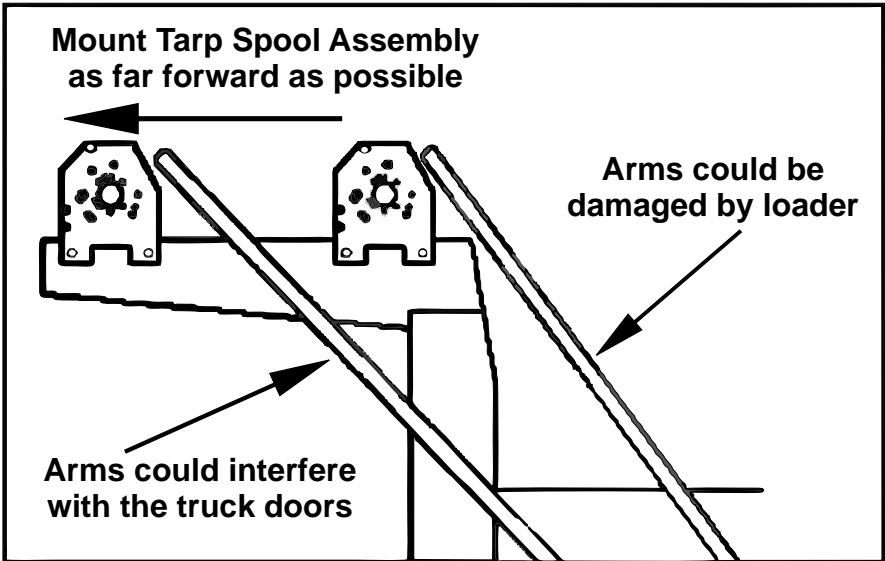 Mount Tarp Spool Assembly
as far forward as possible
Arms could be
damaged by loader
Arms could interfere
with the truck doors